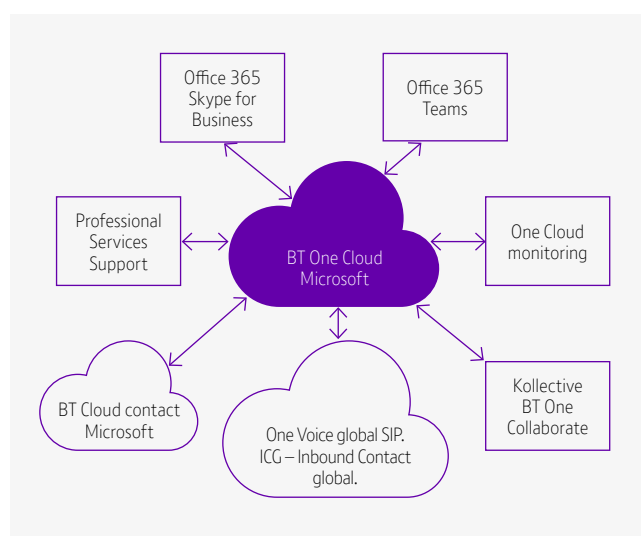 Office 365
Skype for
Business
Office 365
Teams
Professional
Services
Support
BT One Cloud
Microsoft
One Cloud
monitoring
BT Cloud contact
Microsoft
One Voice global SIP.
ICG – Inbound Contact
global.
Kollective
BT One
Collaborate